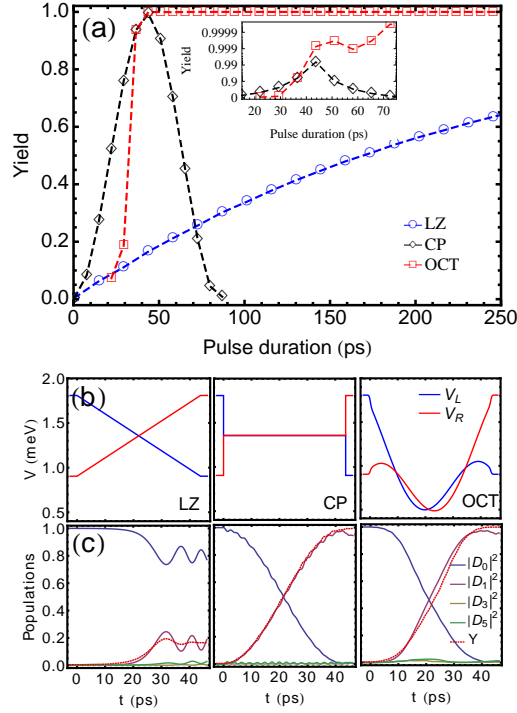 (a)
Yield
1.0
0.8
0.6
0.4
0.2
0.0
0 50 100 150 200 250
Pulse duration (ps)
LZ
CP
OCT
Yield
0.9999
0.999
0.99
0.9
0
20 30 40 50 60 70
Pulse duration (ps)
(b)
V (meV)
2.0
1.5
1.0
0.5
LZ
CP
V_L
V_R
OCT
(c)
Populations
1.0
0.8
0.6
0.4
0.2
0.0
|D_0|^2
|D_1|^2
|D_3|^2
|D_5|^2
Y
0 10 20 30 40
0 10 20 30 40
0 10 20 30 40
t (ps)
t (ps)
t (ps)